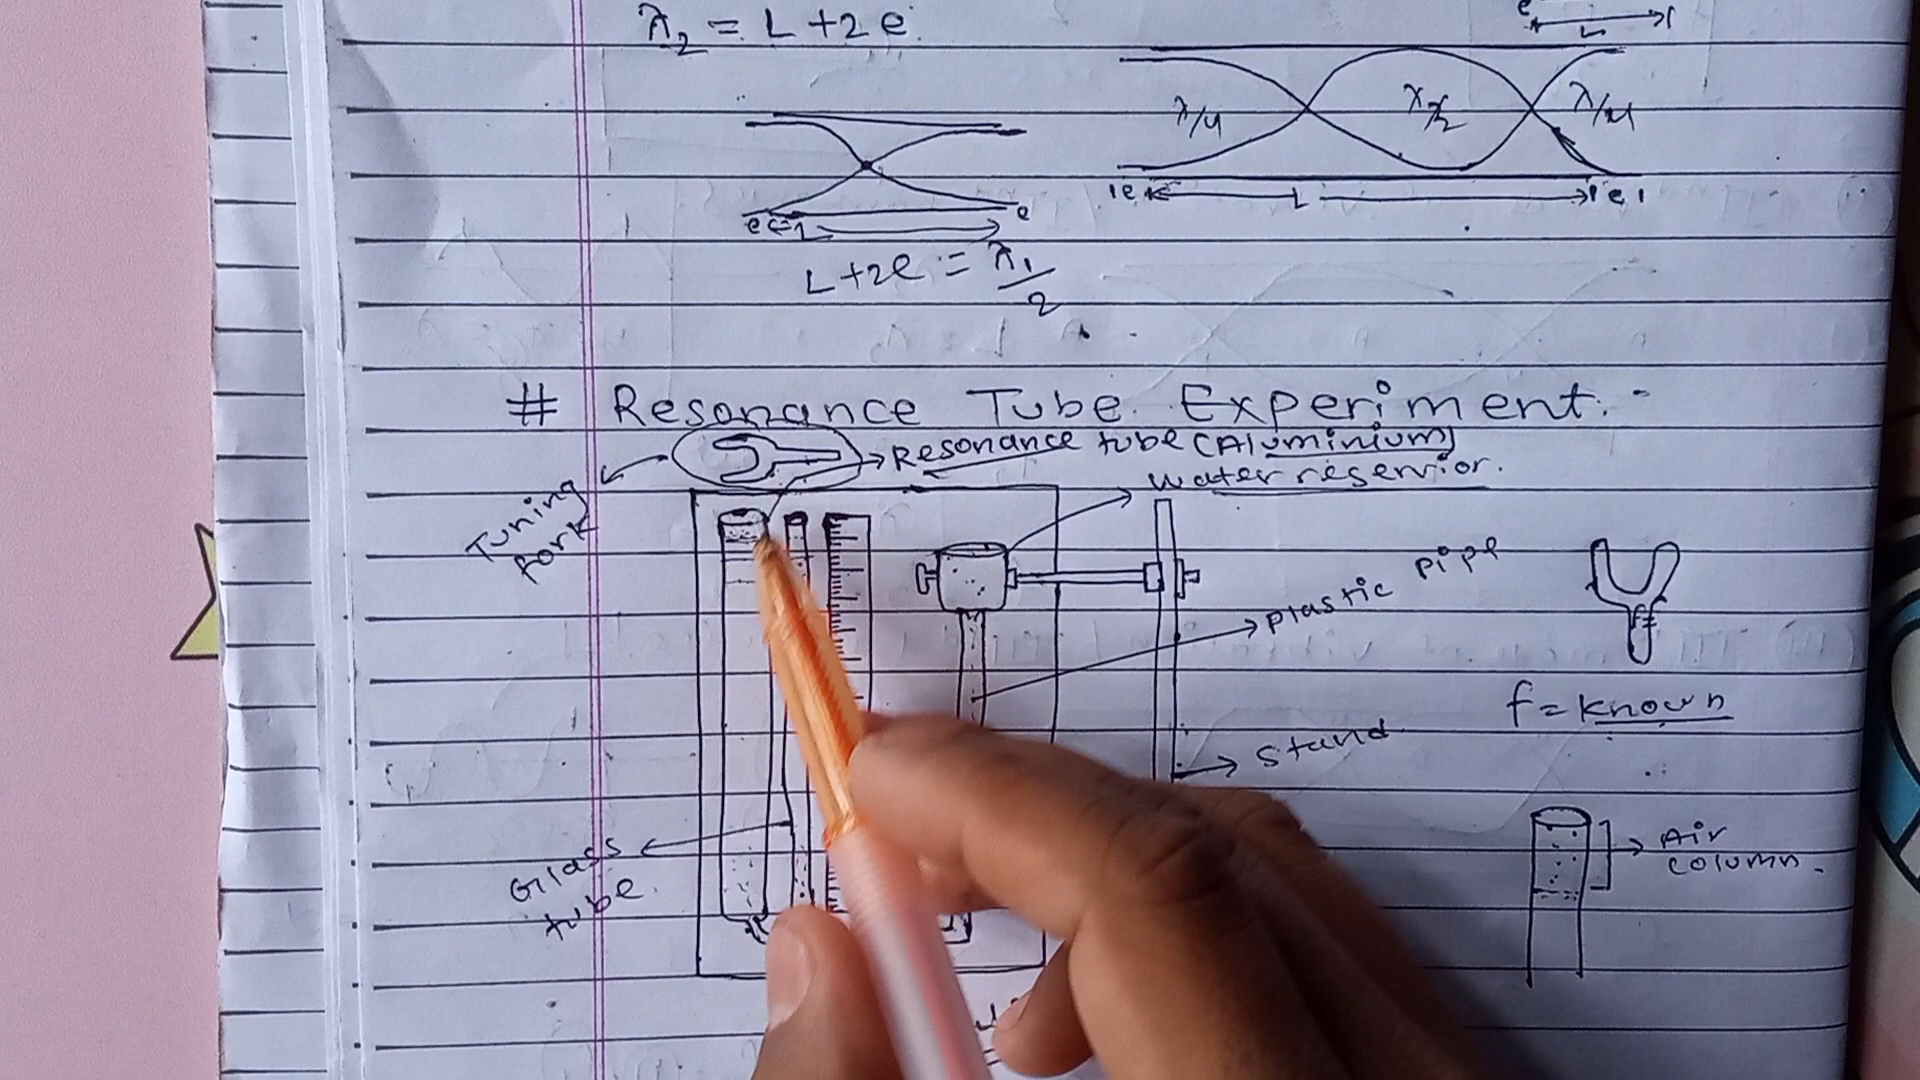 λ₂ = L + 2e
e
L
λ/4
λ/2
λ/4
e
L
e
e
L
e
L+2e = λ₁/2
# Resonance Tube Experiment:-
Resonance tube (Aluminium)
water reservior.
Tuning
fork
plastic pipe
f = known
stand
Glass
tube.
Air
column.